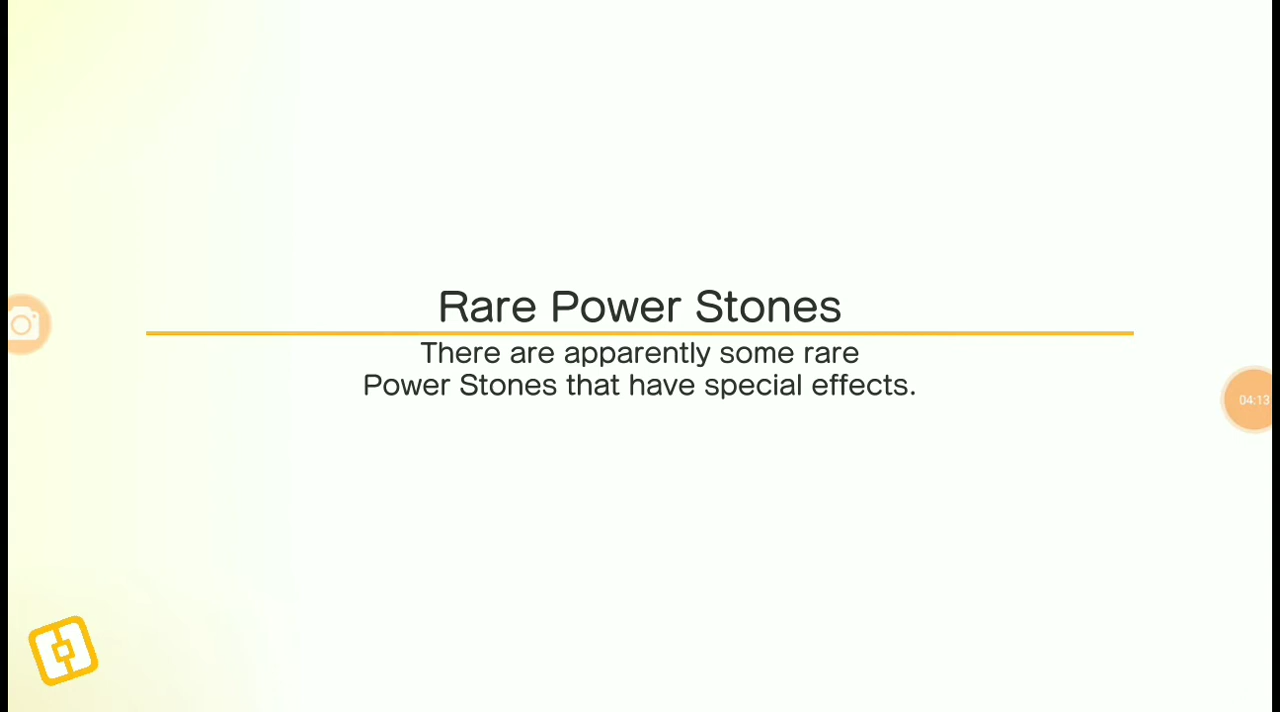 Rare Power Stones
There are apparently some rare
Power Stones that have special effects.
04:13